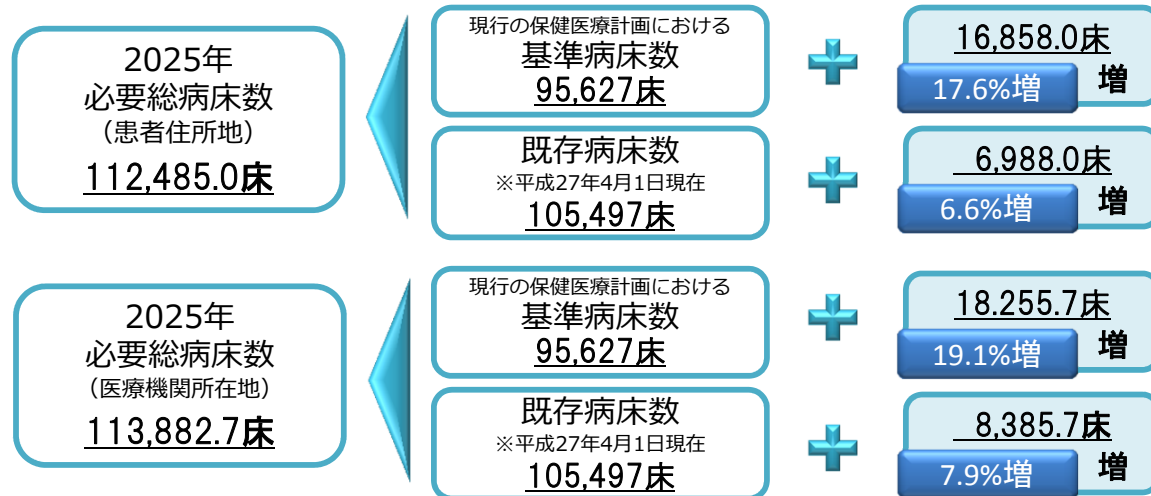 2025年
必要総病床数
（患者住所地）
112,485.0床
現行の保健医療計画における
基準病床数
95,627床
16,858.0床
17.6%増
増
既存病床数
※平成27年4月1日現在
105,497床
6,988.0床
6.6%増
増
2025年
必要総病床数
（医療機関所在地）
113,882.7床
現行の保健医療計画における
基準病床数
95,627床
18.255.7床
19.1%増
増
既存病床数
※平成27年4月1日現在
105,497床
8,385.7床
7.9%増
増